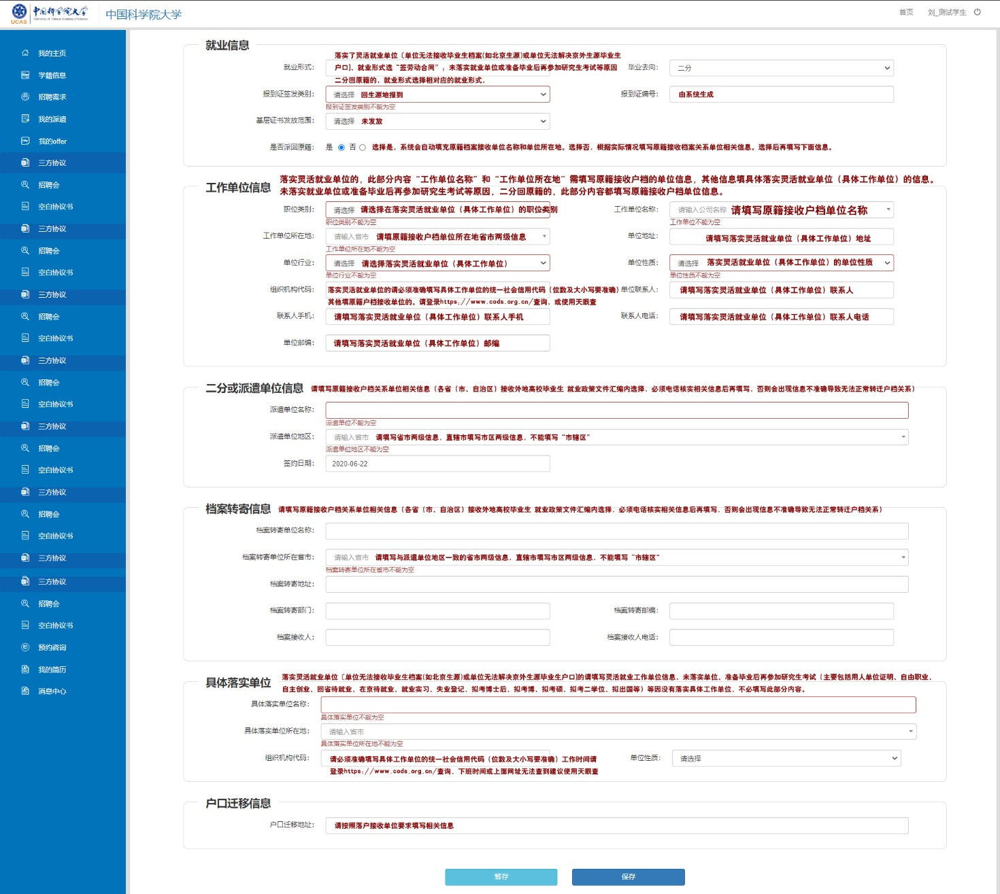 中国科学院大学
University of Chinese Academy of Sciences
UCAS
中国科学院大学
首页 刘_测试学生
我的主页
学籍信息
招聘需求
我的派遣
我的offer
三方协议
招聘会
空白协议书
三方协议
招聘会
空白协议书
三方协议
招聘会
空白协议书
三方协议
招聘会
空白协议书
三方协议
招聘会
空白协议书
三方协议
招聘会
空白协议书
三方协议
三方协议
招聘会
空白协议书
预约咨询
我的简历
消息中心
就业信息
落实了灵活就业单位〔单位无法接收毕业生档案(如北京生源)或单位无法解决京外生源毕业生
就业形式: 户口]、就业形式选“签劳动合同”；未落实就业单位或准备毕业后再参加研究生考试等原因 毕业去向: 二分
二分回原籍的，就业形式选择相对应的就业形式．
报到证签发类别: 请选择 回生源地报到 报到证编号: 由系统生成
报到证签发类别不能为空
基层证书发放范围: 请选择 未发放
是否派回原籍: 是 否 选择是，系统会自动填充原籍档案接收单位名称和单位所在地。选择否，根据实际情况填写原籍接收档案关系单位相关信息。选择后再填写下面信息。
工作单位信息 落实灵活就业单位的，此部分内容“工作单位名称”和“工作单位所在地”需填写原籍接收户档的单位信息，其他信息填具体落实灵活就业单位（具体工作单位）的信息。
未落实就业单位或准备毕业后再参加研究生考试等原因，二分回原籍的，此部分内容都填写原籍接收户档单位信息。
职位类别: 请选择 请选择在落实灵活就业单位（具体工作单位）的职位类别 工作单位名称: 请输入公司名称 请填写原籍接收户档单位名称
职位类别不能为空 工作单位不能为空
工作单位所在地: 请输入省市 请填原籍接收户档单位所在地省市两级信息 单位地址: 请填写落实灵活就业单位（具体工作单位）地址
工作单位所在地不能为空
单位行业: 请选择 请选择落实灵活就业单位（具体工作单位） 单位性质: 请选择 落实灵活就业单位（具体工作单位）的单位性质
单位行业不能为空 单位性质不能为空
组织机构代码: 落实灵活就业单位的请必须准确填写具体工作单位的统一社会信用代码（位数及大小写要准确） 单位联系人: 请填写落实灵活就业单位（具体工作单位）联系人
其他填原籍户档接收单位的。请登录https://www.cods.org.cn/查询，或使用天眼查
联系人手机: 请填写落实灵活就业单位（具体工作单位）联系人手机 联系人电话: 请填写落实灵活就业单位（具体工作单位）联系人电话
单位邮编: 请填写落实灵活就业单位（具体工作单位）邮编
二分或派遣单位信息 请填写原籍接收户档关系单位相关信息（各省（市、自治区）接收外地高校毕业生 就业政策文件汇编内选择，必须电话核实相关信息后再填写，否则会出现信息不准确导致无法正常转迁户档关系）
派遣单位名称:
派遣单位不能为空
派遣单位地区: 请输入省市 请填写省市两级信息，直辖市填写市区两级信息，不能填写“市辖区”
派遣单位地区不能为空
签约日期: 2020-06-22
档案转寄信息 请填写原籍接收户档关系单位相关信息（各省（市、自治区）接收外地高校毕业生 就业政策文件汇编内选择，必须电话核实相关信息后再填写，否则会出现信息不准确导致无法正常转迁户档关系）
档案转寄单位名称:
档案转寄单位所在省市: 请输入省市 请填写与派遣单位地区一致的省市两级信息，直辖市填写市区两级信息，不能填写“市辖区”
档案转寄单位所在省市不能为空
档案转寄地址:
档案转寄部门: 档案转寄邮编:
档案接收人: 档案接收人电话:
具体落实单位 落实灵活就业单位〔单位无法接收毕业生档案(如北京生源)或单位无法解决京外生源毕业生户口]的请填写灵活就业工作单位信息，未落实单位、准备毕业后再参加研究生考试（主要包括用人单位证明、自由职业、
自主创业、回省待就业、在京待就业、就业实习、失业登记、拟考博士后、拟考博、拟考硕、拟考二学位、拟出国等）等因没有落实具体工作单位，不必填写此部分内容。
具体落实单位名称:
具体落实单位不能为空
具体落实单位所在地: 请输入省市
具体落实单位所在地不能为空
组织机构代码: 请必须准确填写具体工作单位的统一社会信用代码（位数及大小写要准确）工作时间请 单位性质: 请选择
登录https://www.cods.org.cn/查询，下班时间或上面网址无法查到建议使用天眼查
户口迁移信息
户口迁移地址: 请按照落户接收单位要求填写相关信息
暂存 保存